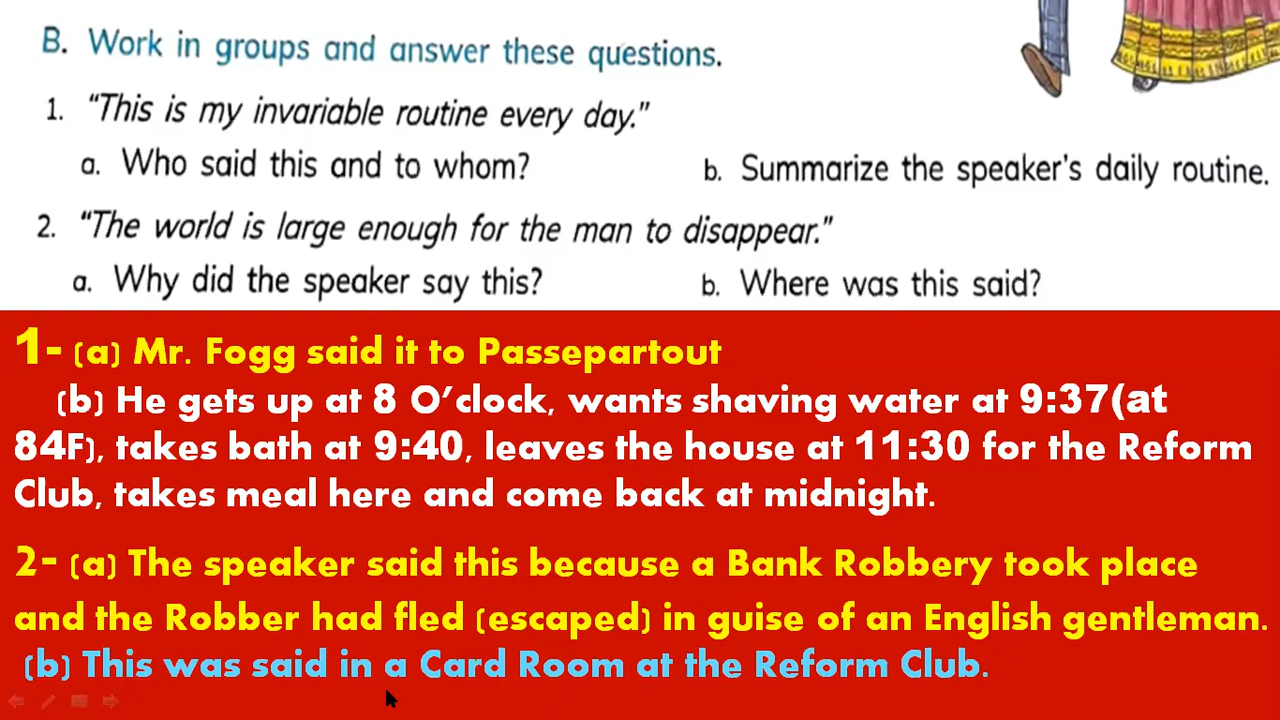 B. Work in groups and answer these questions.
1. “This is my invariable routine every day.”
a. Who said this and to whom? b. Summarize the speaker’s daily routine.
2. “The world is large enough for the man to disappear.”
a. Why did the speaker say this? b. Where was this said?
1- (a) Mr. Fogg said it to Passepartout
(b) He gets up at 8 O’clock, wants shaving water at 9:37(at
84F), takes bath at 9:40, leaves the house at 11:30 for the Reform
Club, takes meal here and come back at midnight.
2- (a) The speaker said this because a Bank Robbery took place
and the Robber had fled (escaped) in guise of an English gentleman.
(b) This was said in a Card Room at the Reform Club.